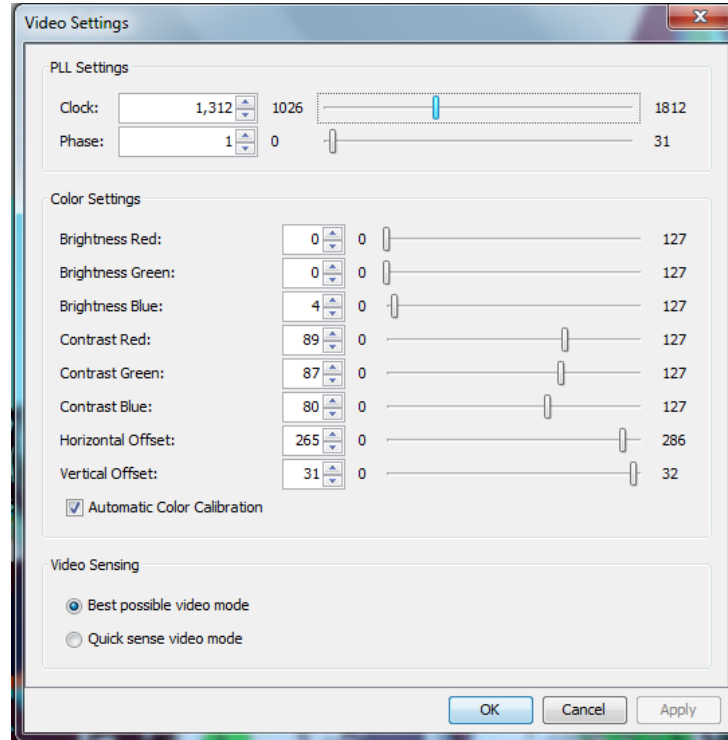 Video Settings
PLL Settings
Clock: 1,312 1026 1812
Phase: 1 0 31
Color Settings
Brightness Red: 0 0 127
Brightness Green: 0 0 127
Brightness Blue: 4 0 127
Contrast Red: 89 0 127
Contrast Green: 87 0 127
Contrast Blue: 80 0 127
Horizontal Offset: 265 0 286
Vertical Offset: 31 0 32
Automatic Color Calibration
Video Sensing
Best possible video mode
Quick sense video mode
OK Cancel Apply